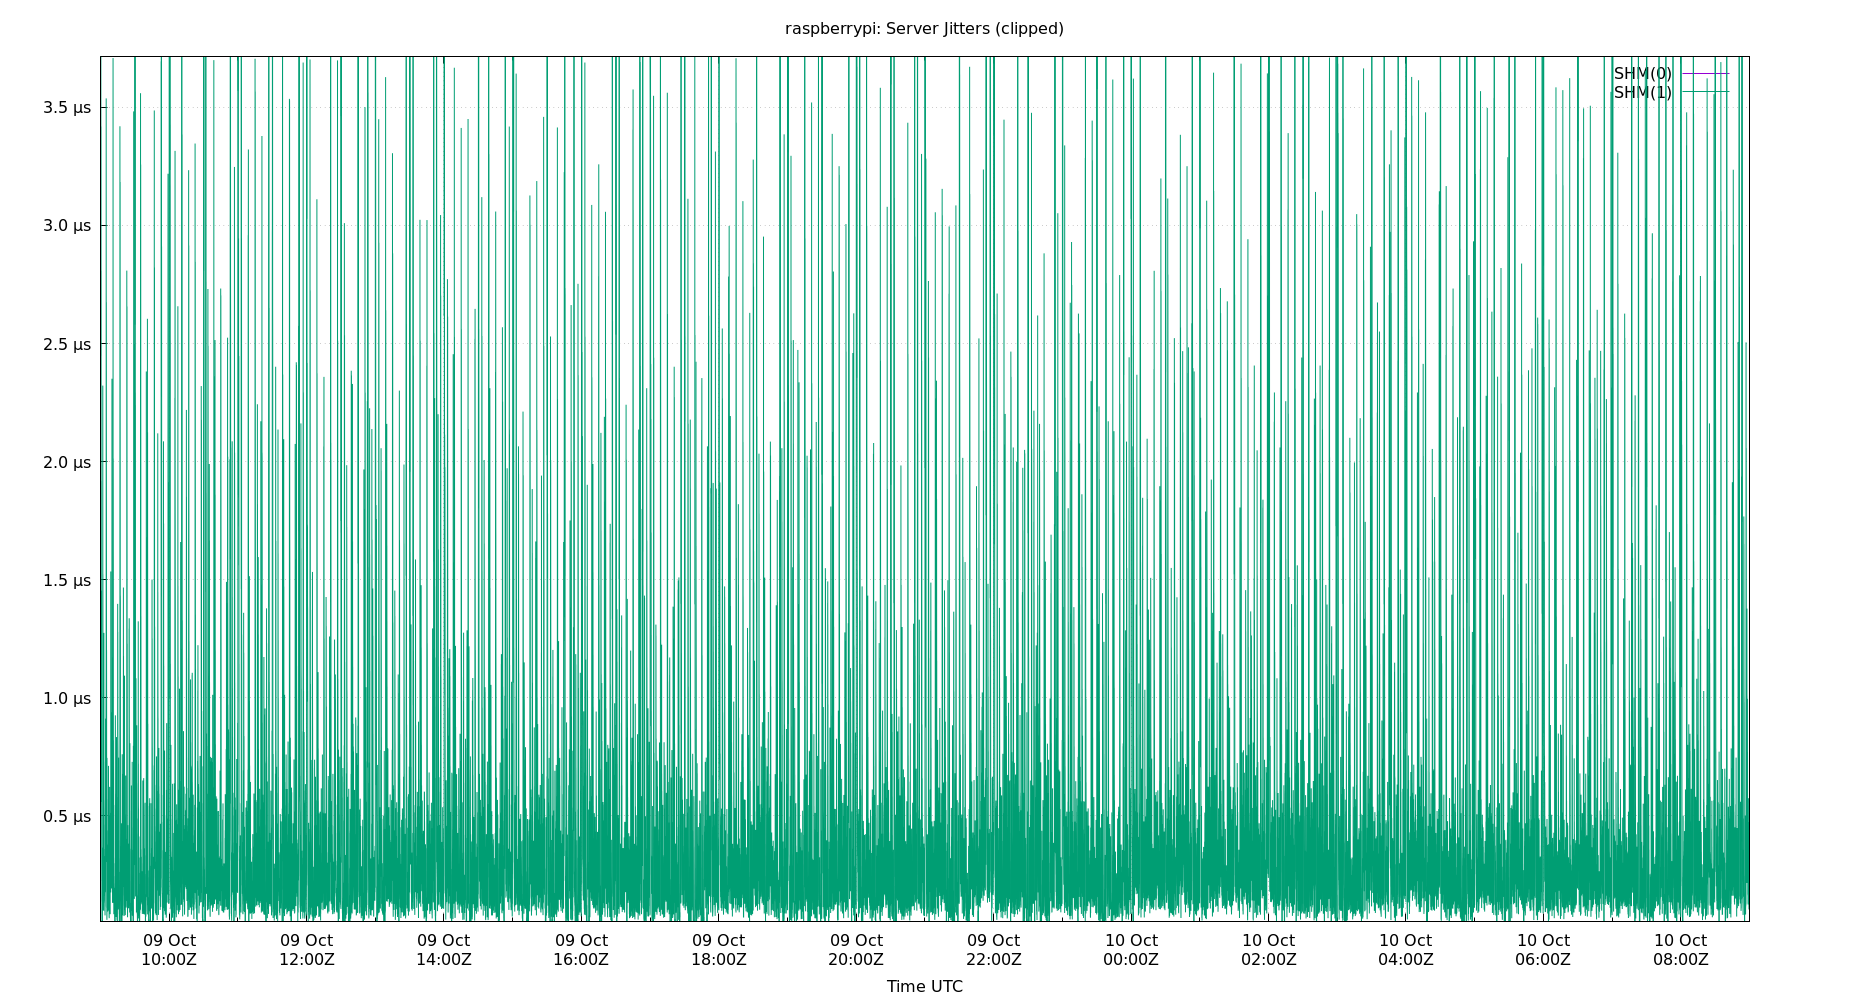 raspberrypi: Server Jitters (clipped)
SHM(0)
SHM(1)
3.5 µs
3.0 µs
2.5 µs
2.0 µs
1.5 µs
1.0 µs
0.5 µs
09 Oct 09 Oct 09 Oct 09 Oct 09 Oct 09 Oct 09 Oct 10 Oct 10 Oct 10 Oct 10 Oct 10 Oct
10:00Z 12:00Z 14:00Z 16:00Z 18:00Z 20:00Z 22:00Z 00:00Z 02:00Z 04:00Z 06:00Z 08:00Z
Time UTC